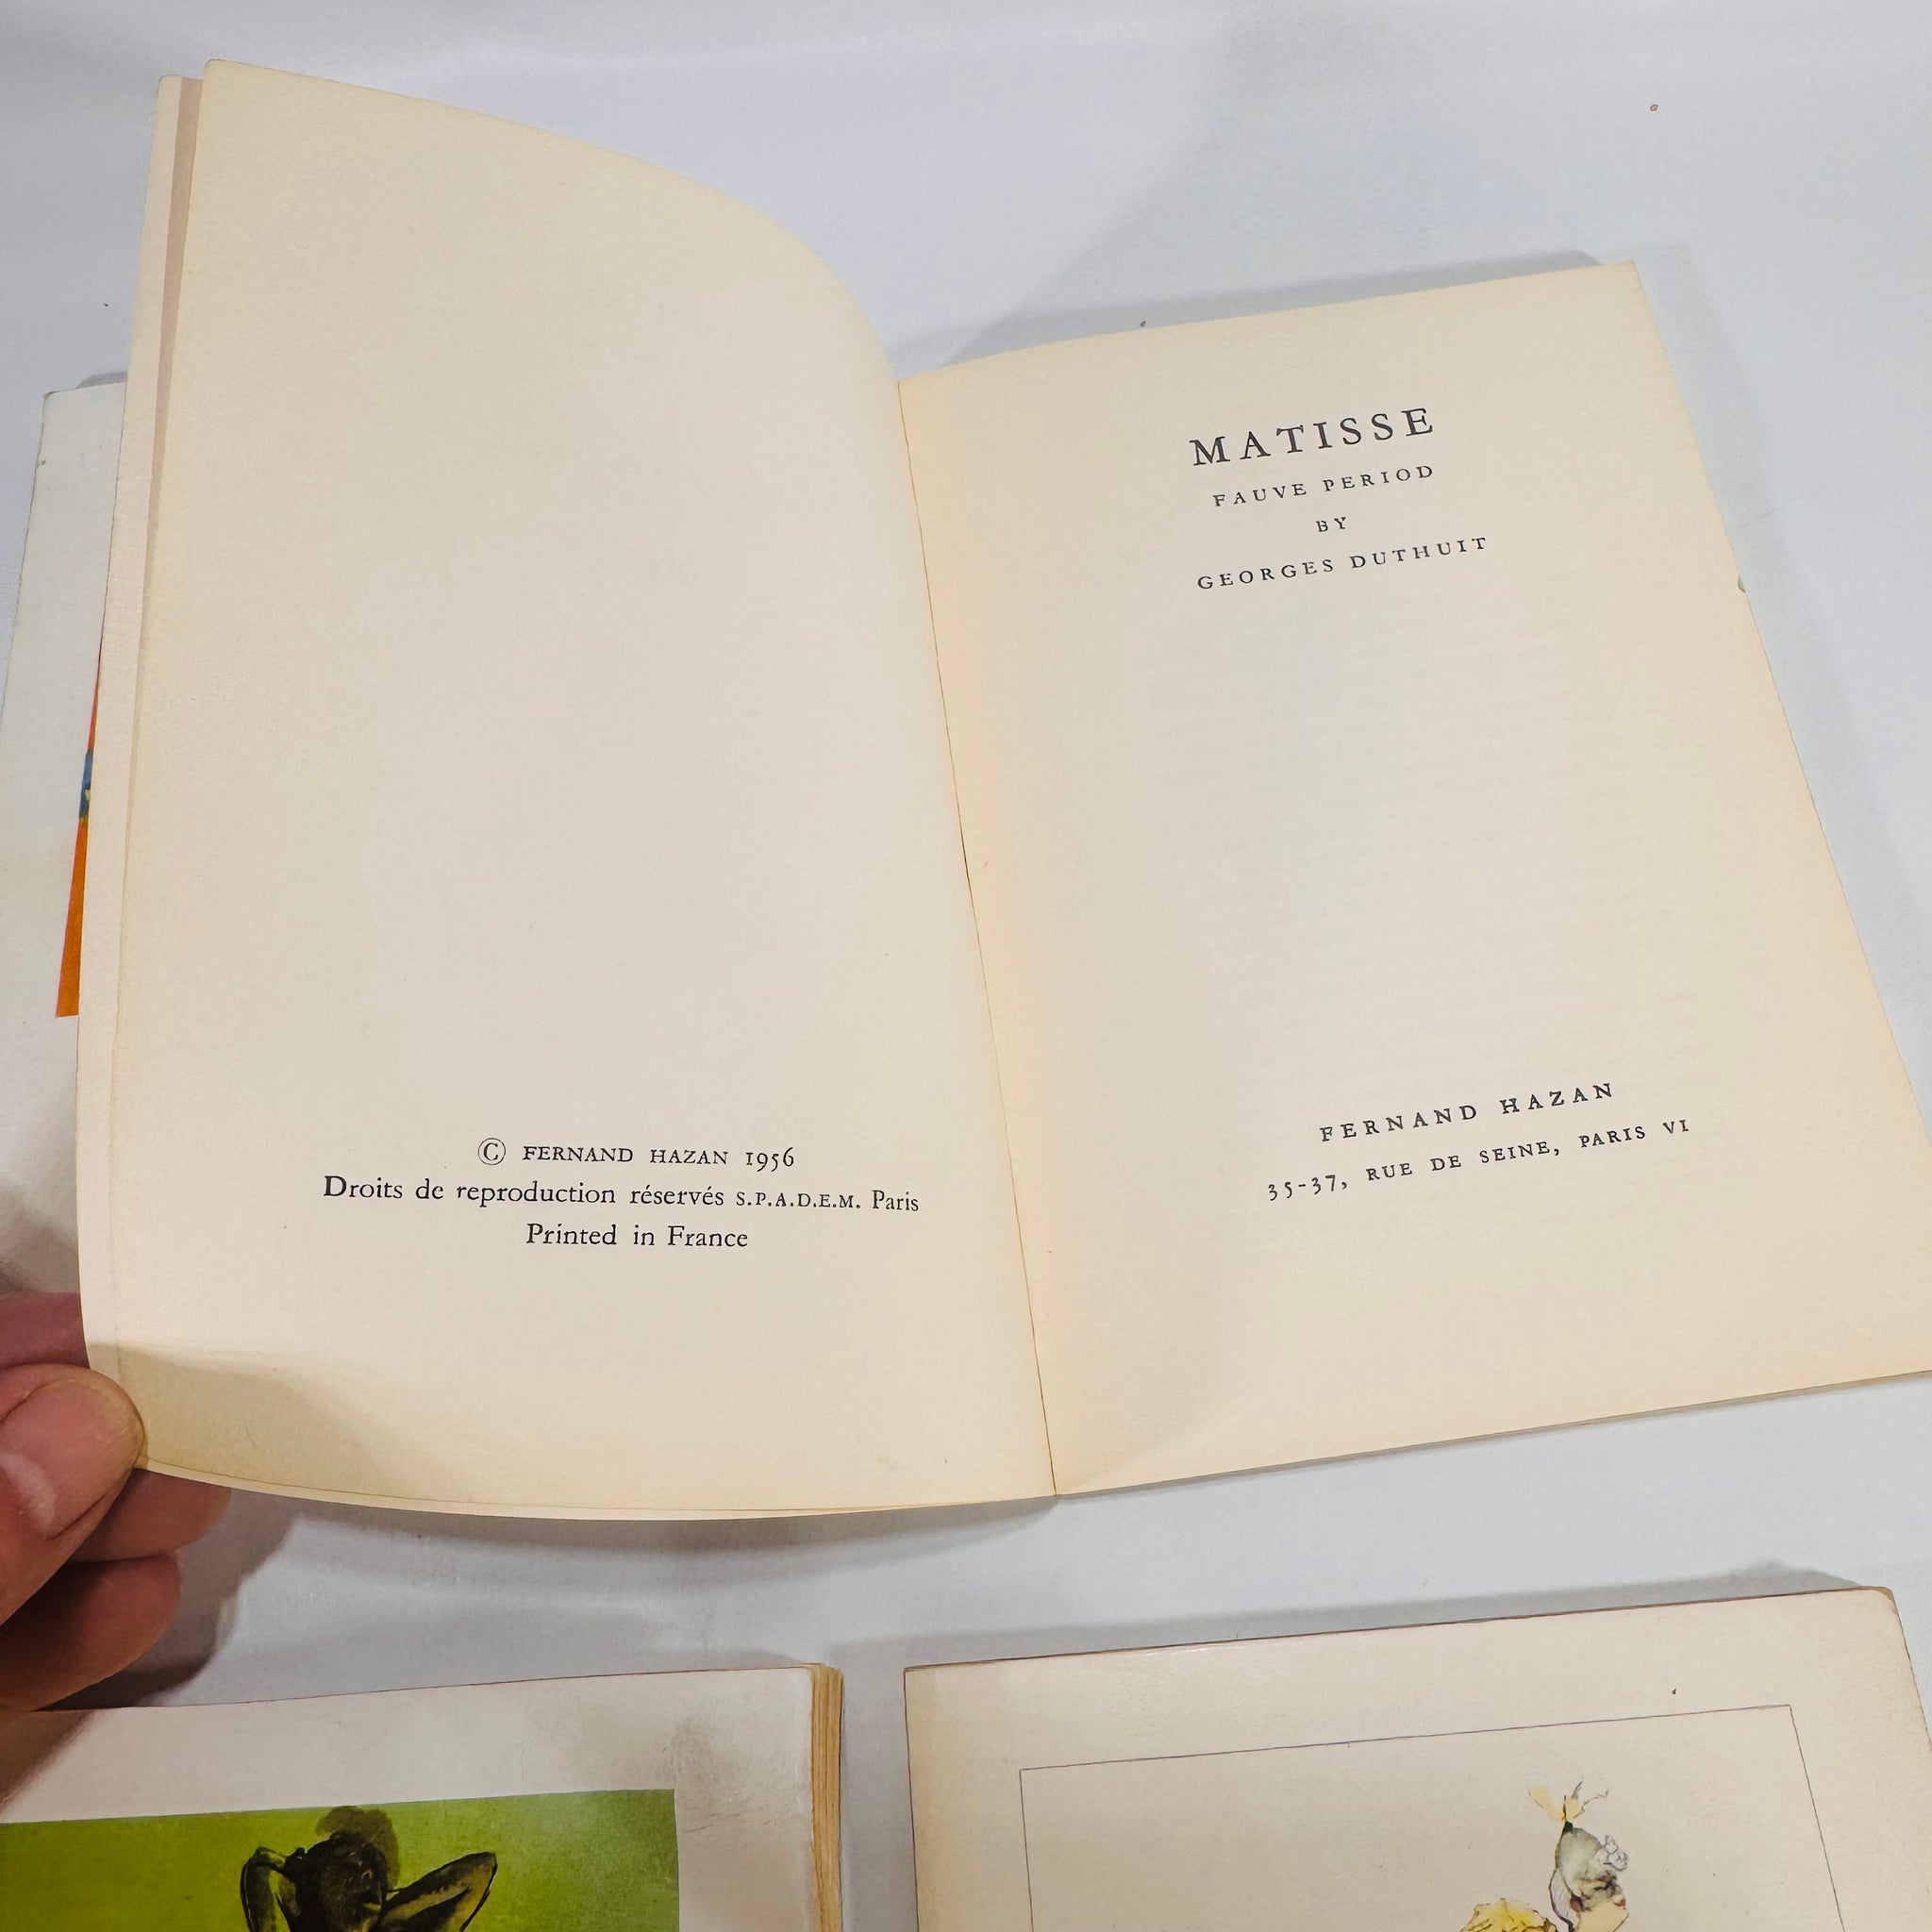 © FERNAND HAZAN 1956
Droits de reproduction réservés S.P.A.D.E.M. Paris
Printed in France
MATISSE
FAUVE PERIOD
BY
GEORGES DUTHUIT
FERNAND HAZAN
35-37, RUE DE SEINE, PARIS VI